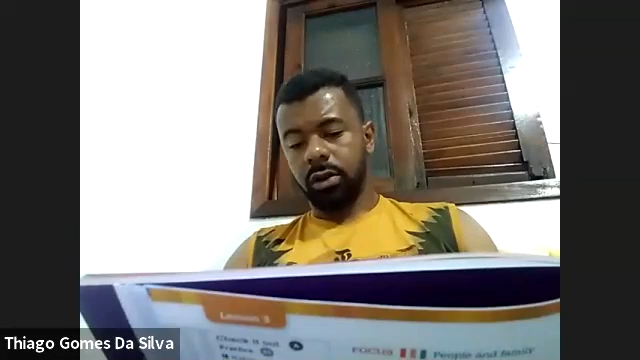 Lesson 3
Check it out
Practice
FOCUS People and family
Thiago Gomes Da Silva